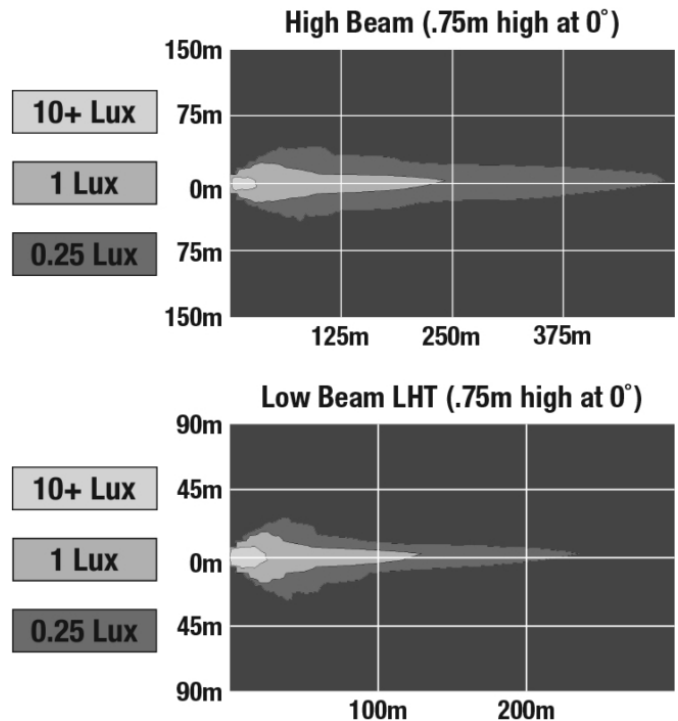 High Beam (.75m high at 0˚)
150m
10+ Lux
75m
1 Lux
0m
0.25 Lux
75m
150m
125m
250m
375m
Low Beam LHT (.75m high at 0˚)
90m
10+ Lux
45m
1 Lux
0m
0.25 Lux
45m
90m
100m
200m